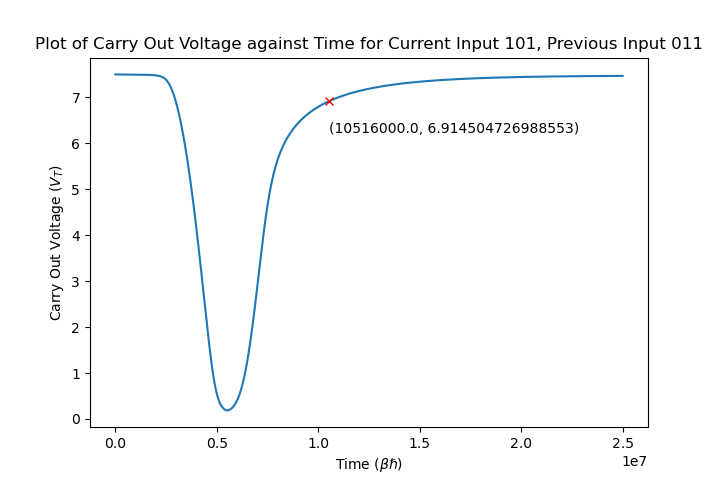 Plot of Carry Out Voltage against Time for Current Input 101, Previous Input 011
Carry Out Voltage (V_T)
7
6
5
4
3
2
1
0
(10516000.0, 6.914504726988553)
0.0 0.5 1.0 1.5 2.0 2.5
1e7
Time (βℏ)